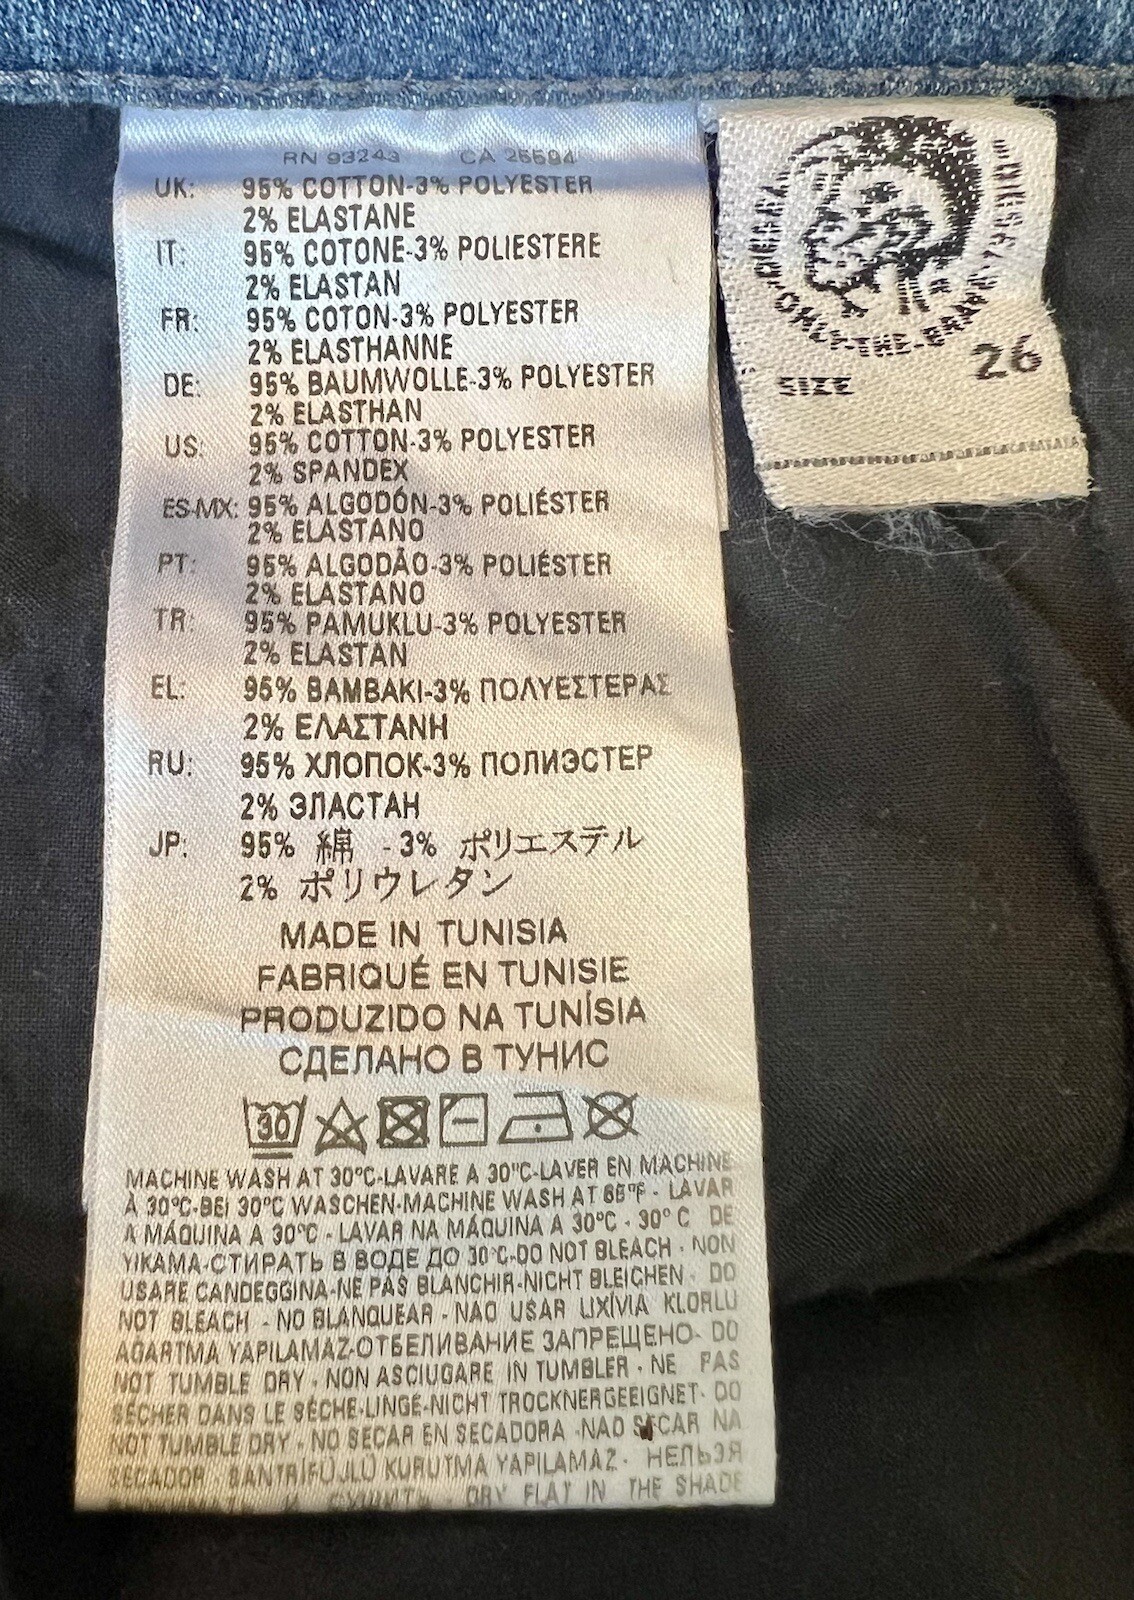 RN 93243 CA 25594
UK: 95% COTTON-3% POLYESTER
2% ELASTANE
IT: 95% COTONE-3% POLIESTERE
2% ELASTAN
FR: 95% COTON-3% POLYESTER
2% ELASTHANNE
DE: 95% BAUMWOLLE-3% POLYESTER
2% ELASTHAN
US: 95% COTTON-3% POLYESTER
2% SPANDEX
ES-MX: 95% ALGODÓN-3% POLIÉSTER
2% ELASTANO
PT: 95% ALGODÃO-3% POLIÉSTER
2% ELASTANO
TR: 95% PAMUKLU-3% POLYESTER
2% ELASTAN
EL: 95% BAMBAKI-3% ΠΟΛΥΕΣΤΕΡΑΣ
2% ΕΛΑΣΤΑΝΗ
RU: 95% ХЛОПОК-3% ПОЛИЭСТЕР
2% ЭЛАСТАН
JP: 95% 綿 - 3% ポリエステル
2% ポリウレタン
MADE IN TUNISIA
FABRIQUÉ EN TUNISIE
PRODUZIDO NA TUNÍSIA
СДЕЛАНО В ТУНИС
30
MACHINE WASH AT 30°C-LAVARE A 30"C-LAVER EN MACHINE
À 30°C-BEI 30°C WASCHEN-MACHINE WASH AT 86°F - LAVAR
A MÁQUINA A 30°C - LAVAR NA MÁQUINA A 30°C - 30° C DE
YIKAMA-СТИРАТЬ В ВОДЕ ДО 30°C-DO NOT BLEACH - NON
USARE CANDEGGINA-NE PAS BLANCHIR-NICHT BLEICHEN - DO
NOT BLEACH - NO BLANQUEAR - NAO USAR LIXÍVIA KLORLU
AGARTMA YAPILAMAZ-ОТБЕЛИВАНИЕ ЗАПРЕЩЕНО- DO
NOT TUMBLE DRY - NON ASCIUGARE IN TUMBLER - NE PAS
SÉCHER DANS LE SÈCHE-LINGE-NICHT TROCKNERGEEIGNET- DO
NOT TUMBLE DRY - NO SECAR EN SECADORA -NAO SECAR NA
SECADOR SANTRİFÜJLÜ KURUTMA YAPILAMAZ - НЕЛЬЗЯ
И СУШИТЬ - DRY FLAT IN THE SHADE
ONLY-THE-BRAVE
SIZE 26